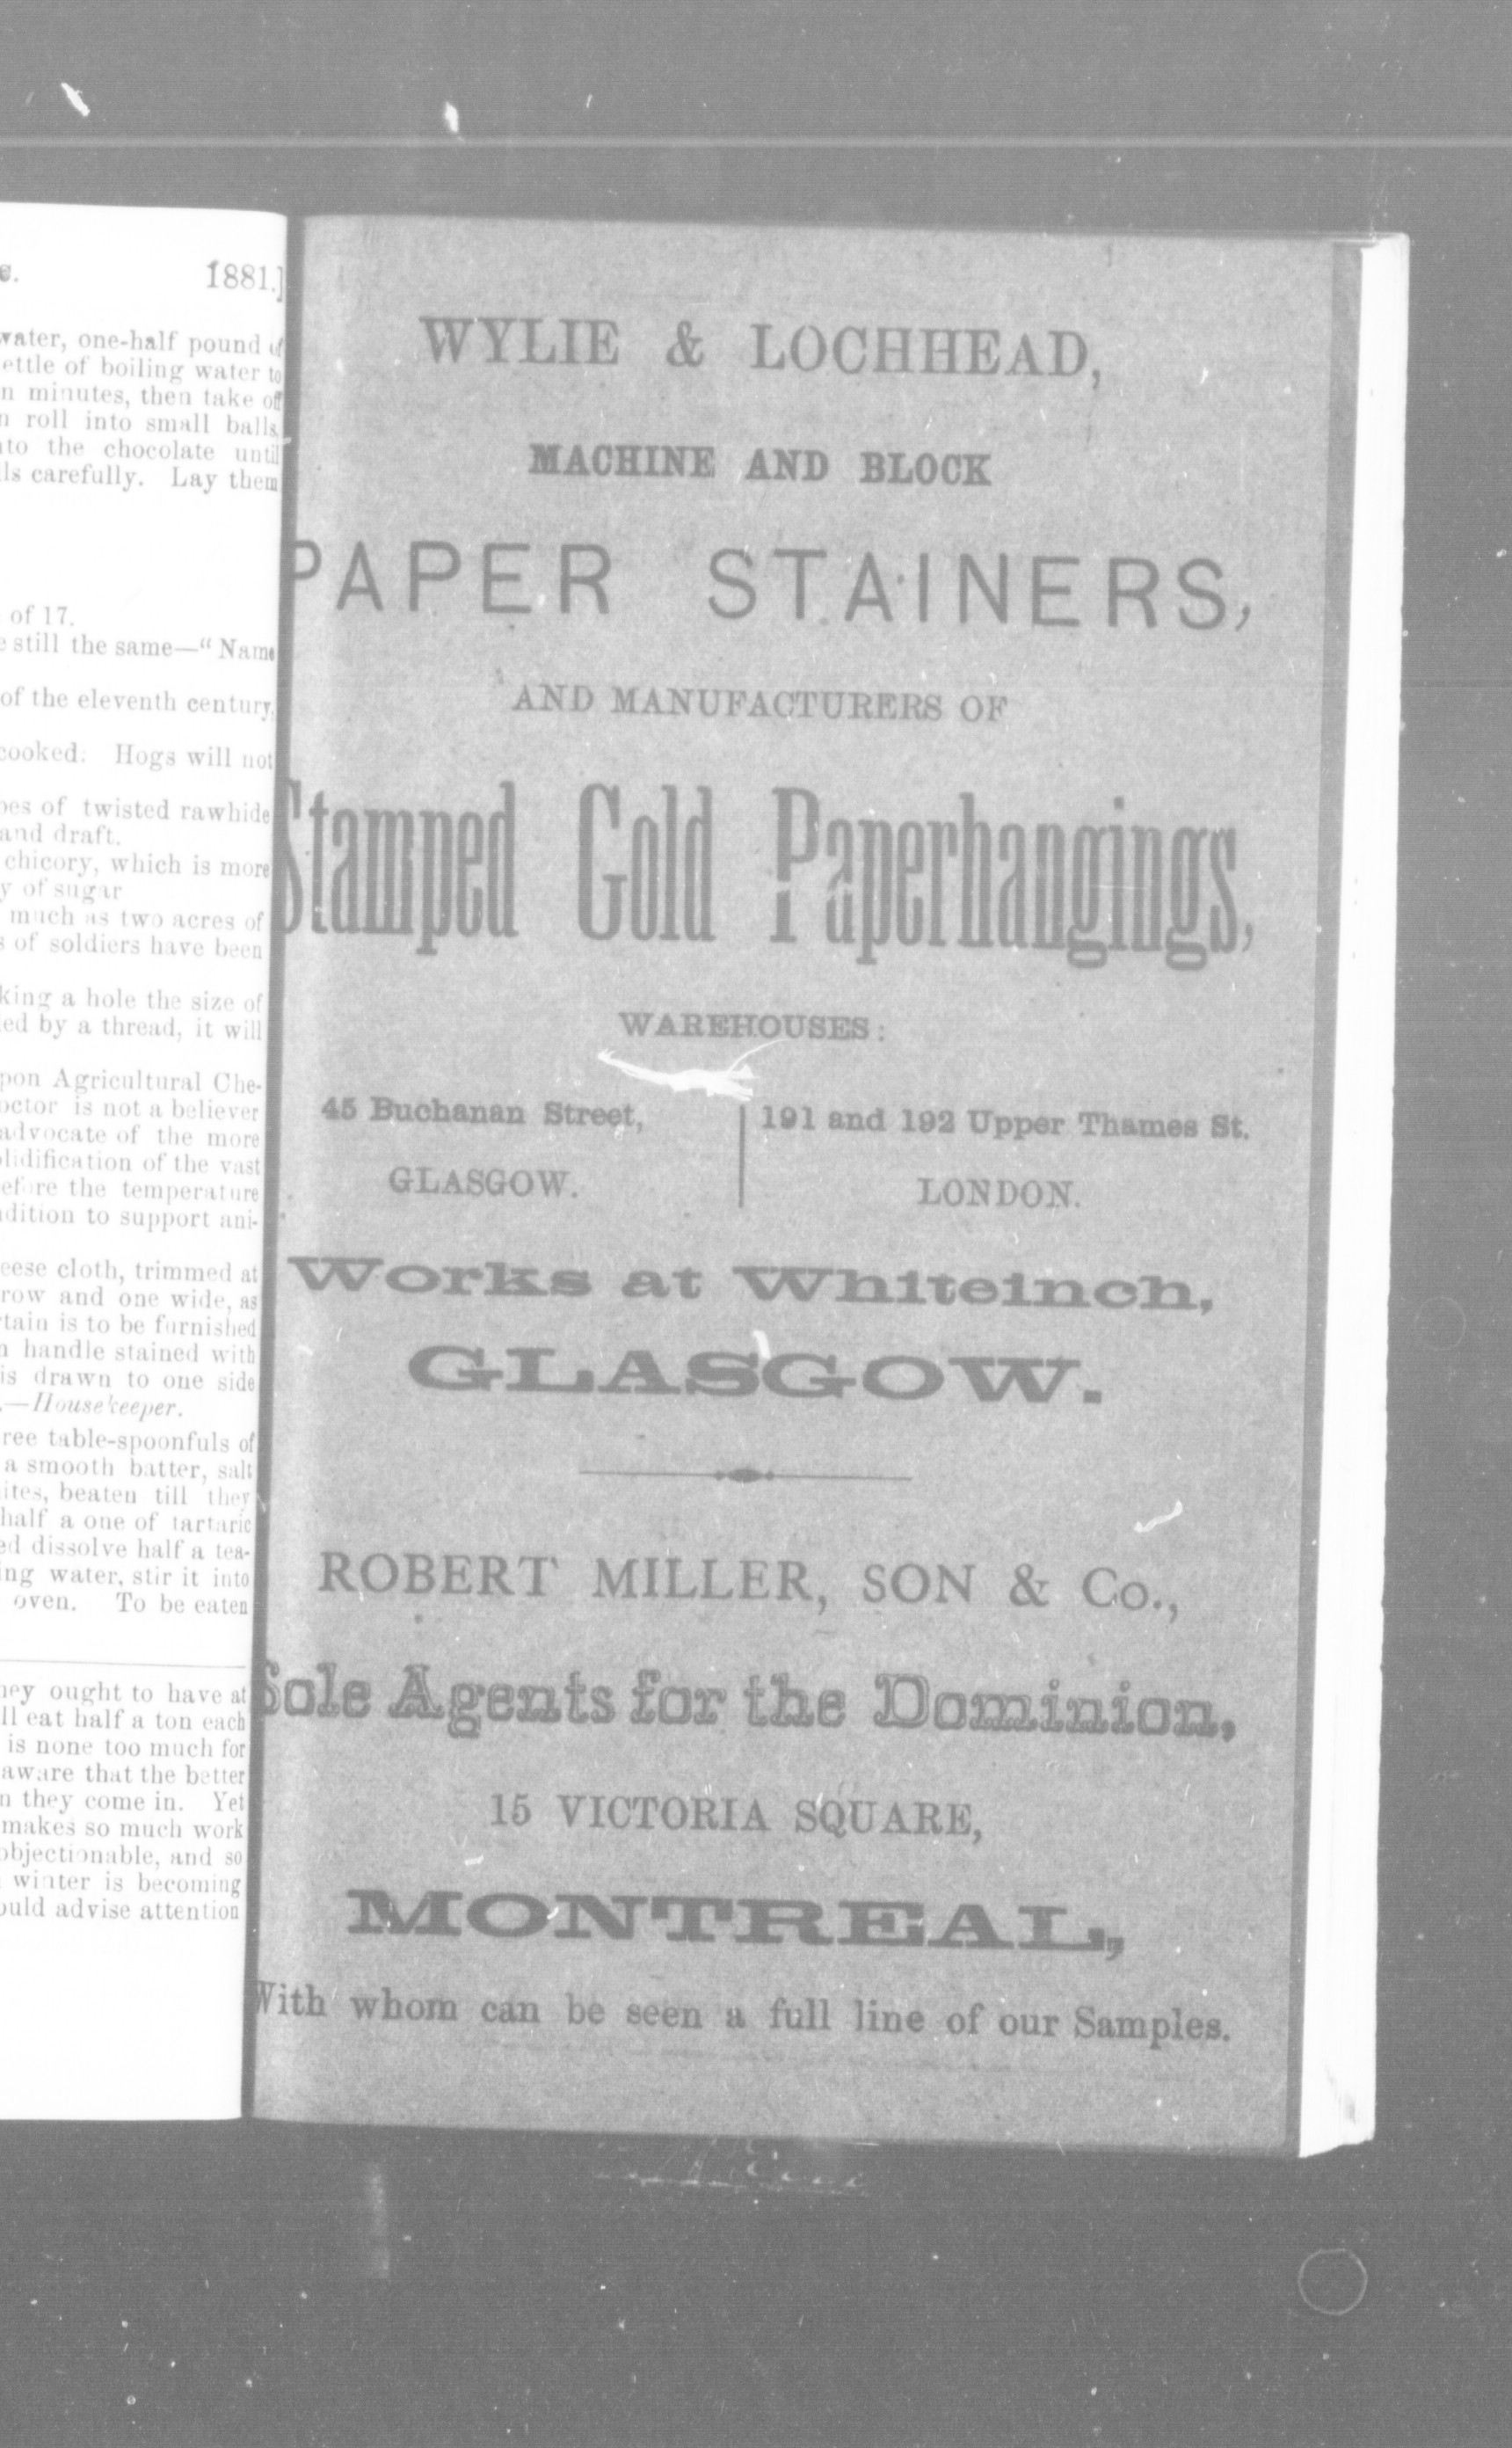 e. 1881.]
water, one-half pound of
ettle of boiling water to
n minutes, then take off
n roll into small balls
to the chocolate until
ls carefully. Lay them
of 17.
still the same—“Name
of the eleventh century,
cooked. Hogs will not
pes of twisted rawhide
and draft.
chicory, which is more
y of sugar
much as two acres of
s of soldiers have been
king a hole the size of
ed by a thread, it will
pon Agricultural Che-
octor is not a believer
advocate of the more
lidification of the vast
efore the temperature
dition to support ani-
eese cloth, trimmed at
row and one wide, as
tain is to be furnished
n handle stained with
is drawn to one side
.—Housekeeper.
ree table-spoonfuls of
a smooth batter, salt
ites, beaten till they
half a one of tartaric
ed dissolve half a tea-
ing water, stir it into
oven. To be eaten
hey ought to have at
ll eat half a ton each
is none too much for
aware that the better
n they come in. Yet
makes so much work
objectionable, and so
winter is becoming
ould advise attention
WYLIE & LOCHHEAD,
MACHINE AND BLOCK
PAPER STAINERS,
AND MANUFACTURERS OF
Stamped Gold Paperhangings,
WAREHOUSES:
45 Buchanan Street,
GLASGOW.
191 and 192 Upper Thames St.
LONDON.
Works at Whiteinch,
GLASGOW.
ROBERT MILLER, SON & Co.,
Sole Agents for the Dominion,
15 VICTORIA SQUARE,
MONTREAL,
With whom can be seen a full line of our Samples.